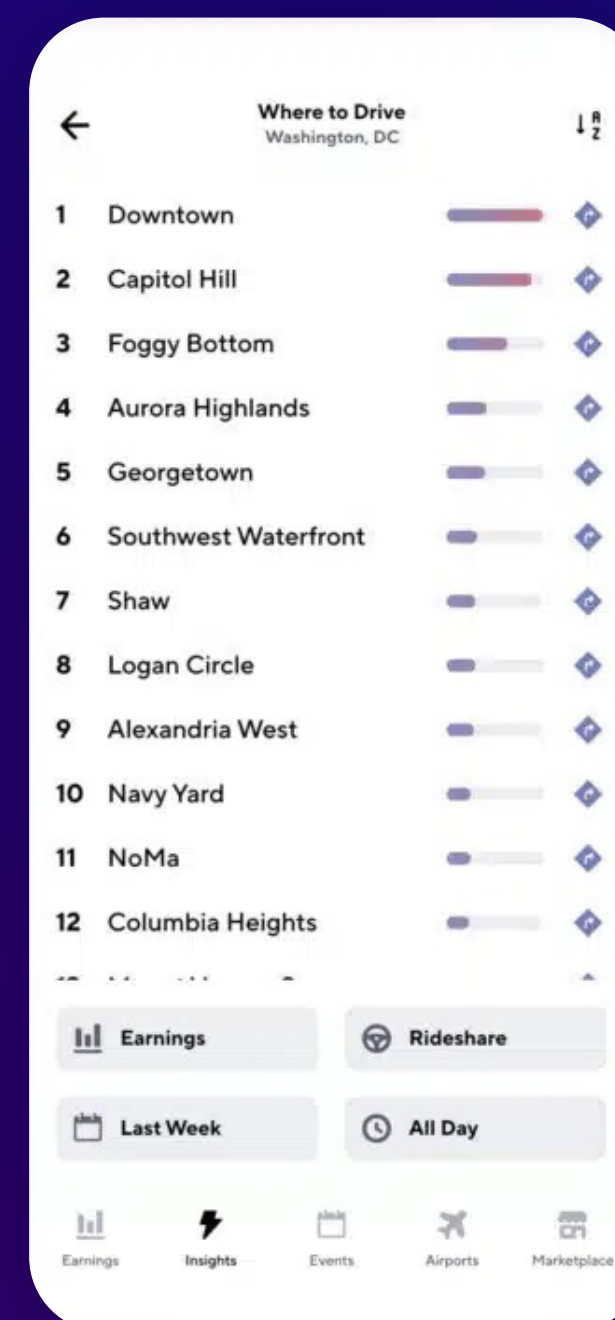 Where to Drive
Washington, DC
A
Z
1 Downtown
2 Capitol Hill
3 Foggy Bottom
4 Aurora Highlands
5 Georgetown
6 Southwest Waterfront
7 Shaw
8 Logan Circle
9 Alexandria West
10 Navy Yard
11 NoMa
12 Columbia Heights
Earnings Rideshare
Last Week All Day
Earnings Insights Events Airports Marketplace